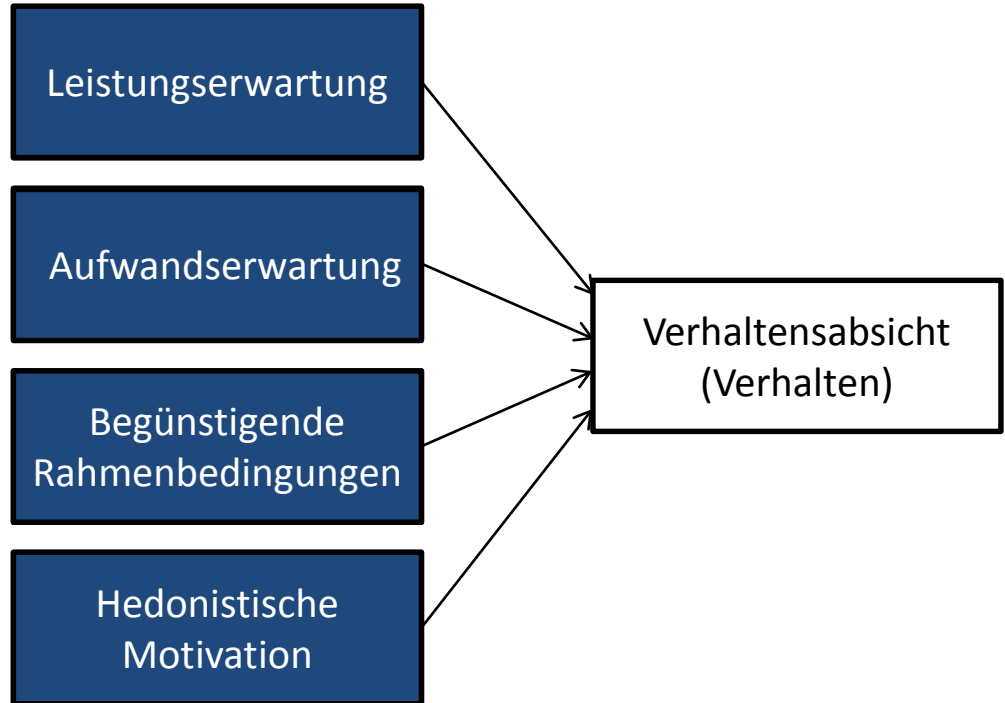 Leistungserwartung
Aufwandserwartung
Begünstigende
Rahmenbedingungen
Hedonistische
Motivation
Verhaltensabsicht
(Verhalten)